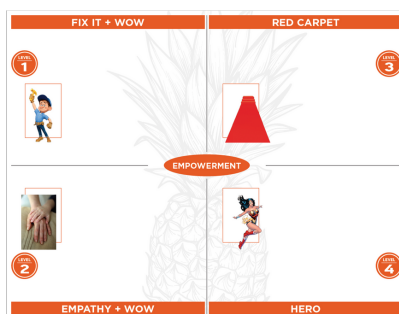 FIX IT + WOW
RED CARPET
LEVEL
1
LEVEL
3
EMPOWERMENT
LEVEL
2
LEVEL
4
EMPATHY + WOW
HERO